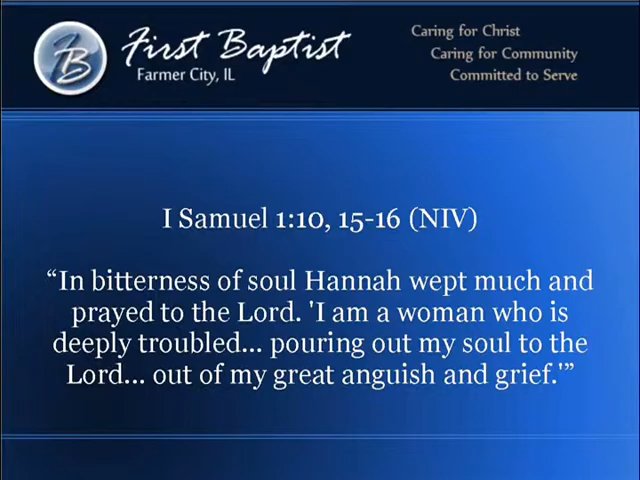 FB
First Baptist
Farmer City, IL
Caring for Christ
Caring for Community
Committed to Serve
I Samuel 1:10, 15-16 (NIV)
“In bitterness of soul Hannah wept much and
prayed to the Lord. 'I am a woman who is
deeply troubled... pouring out my soul to the
Lord... out of my great anguish and grief.'”